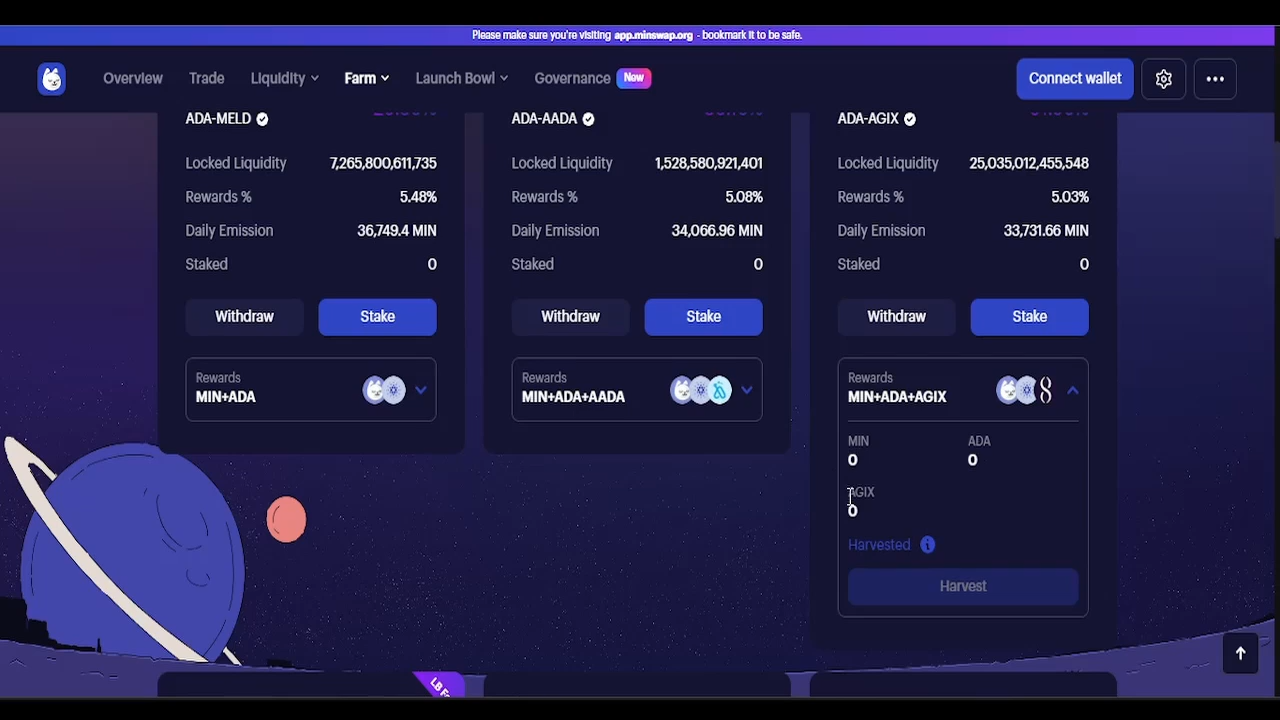 Please make sure you're visiting app.minswap.org - bookmark it to be safe.
Overview Trade Liquidity Farm Launch Bowl Governance New Connect wallet
ADA-MELD
Locked Liquidity 7,265,800,611,735
Rewards % 5.48%
Daily Emission 36,749.4 MIN
Staked 0
Withdraw Stake
Rewards
MIN+ADA
ADA-AADA
Locked Liquidity 1,528,580,921,401
Rewards % 5.08%
Daily Emission 34,066.96 MIN
Staked 0
Withdraw Stake
Rewards
MIN+ADA+AADA
ADA-AGIX
Locked Liquidity 25,035,012,455,548
Rewards % 5.03%
Daily Emission 33,731.66 MIN
Staked 0
Withdraw Stake
Rewards
MIN+ADA+AGIX
MIN ADA
0 0
AGIX
0
Harvested
Harvest
LB